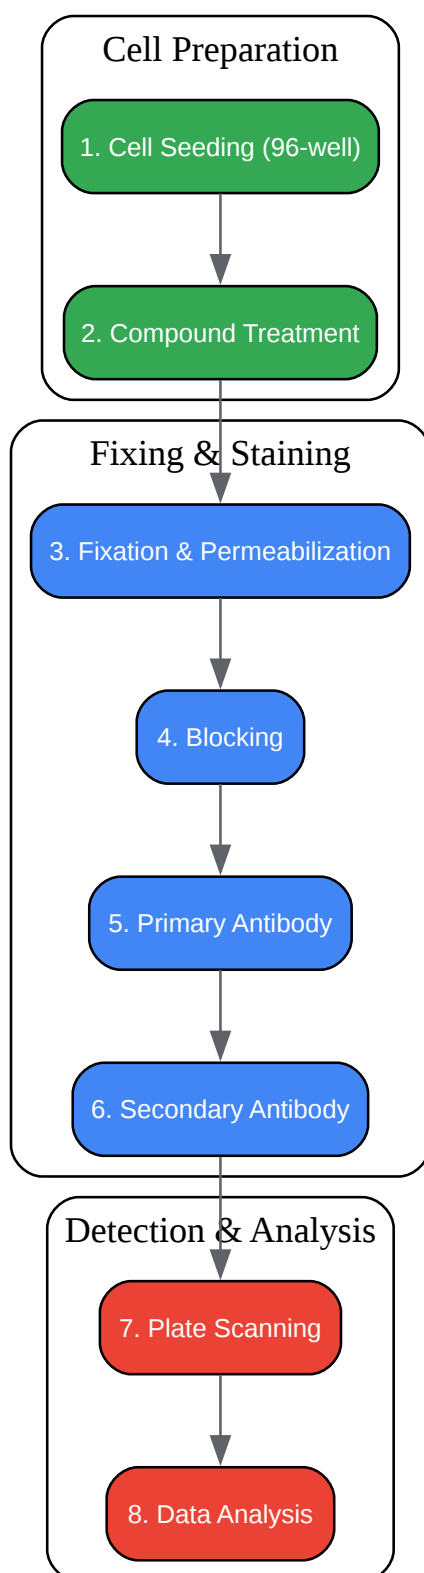 Cell Preparation
1. Cell Seeding (96-well)
2. Compound Treatment
Fixing & Staining
3. Fixation & Permeabilization
4. Blocking
5. Primary Antibody
6. Secondary Antibody
Detection & Analysis
7. Plate Scanning
8. Data Analysis